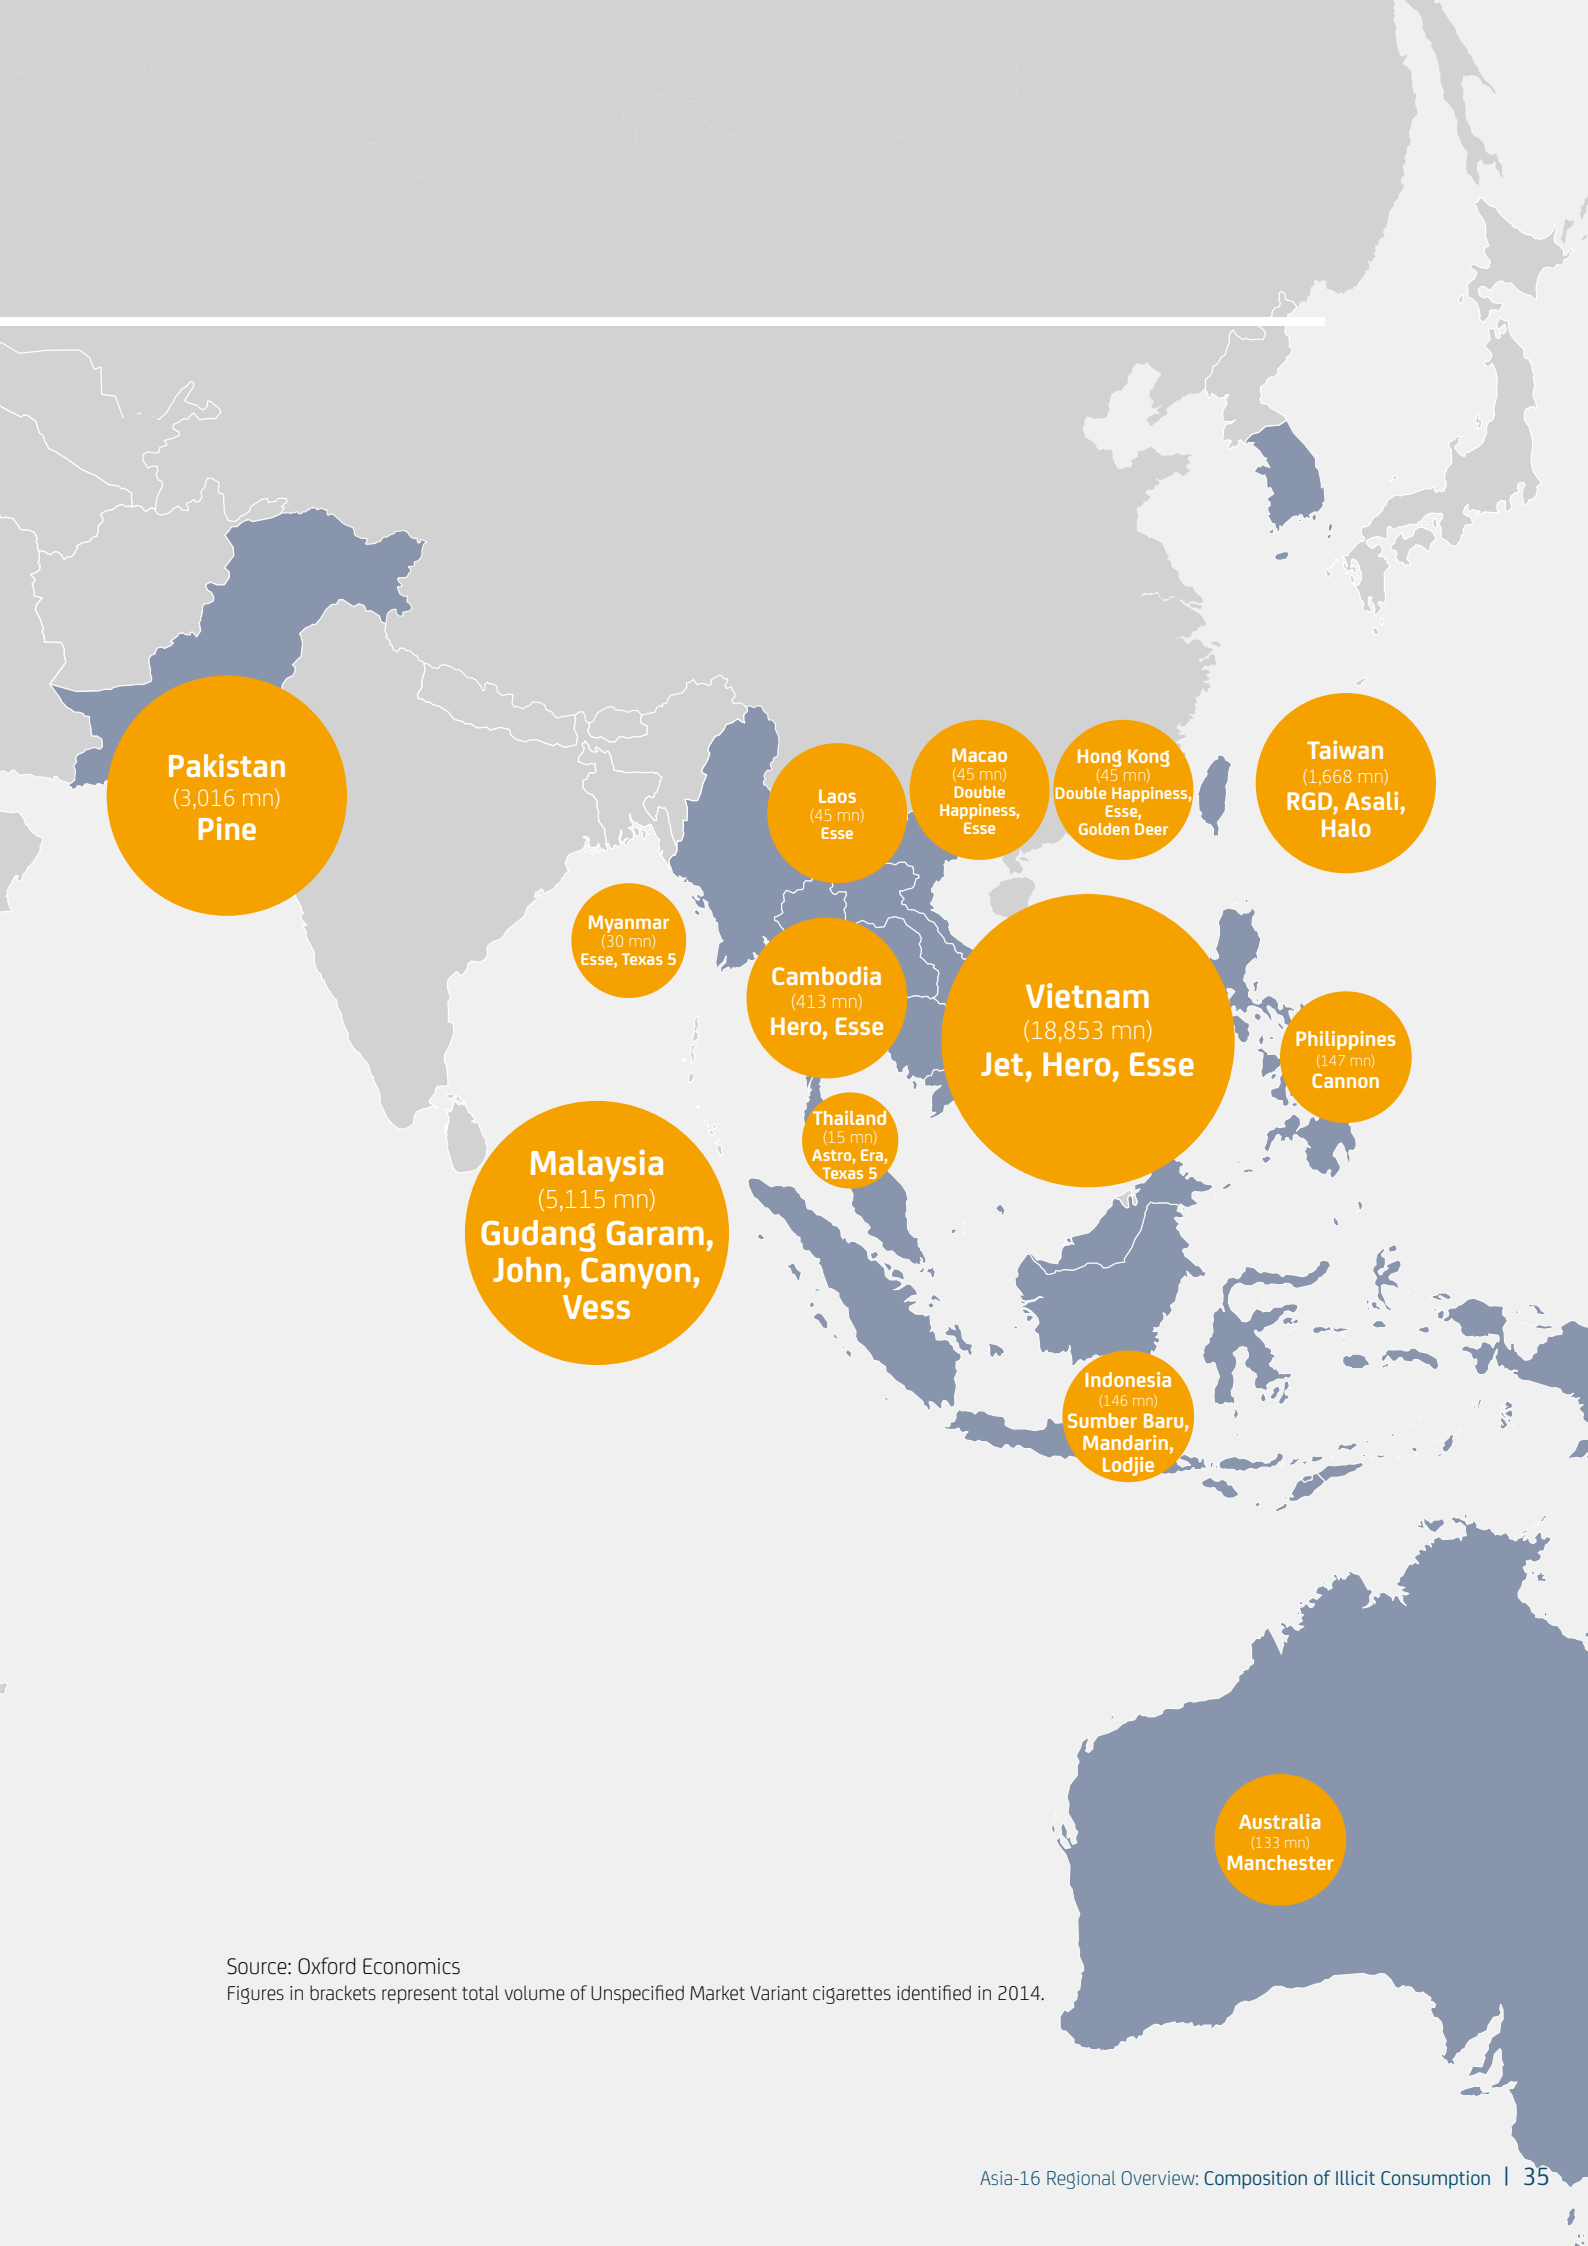 Pakistan
(3,016 mn)
Pine
Laos
(45 mn)
Esse
Macao
(45 mn)
Double
Happiness,
Esse
Hong Kong
(45 mn)
Double Happiness,
Esse,
Golden Deer
Taiwan
(1,668 mn)
RGD, Asali,
Halo
Myanmar
(30 mn)
Esse, Texas 5
Cambodia
(413 mn)
Hero, Esse
Vietnam
(18,853 mn)
Jet, Hero, Esse
Philippines
(147 mn)
Cannon
Thailand
(15 mn)
Astro, Era,
Texas 5
Malaysia
(5,115 mn)
Gudang Garam,
John, Canyon,
Vess
Indonesia
(146 mn)
Sumber Baru,
Mandarin,
Lodjie
Australia
(133 mn)
Manchester
Source: Oxford Economics
Figures in brackets represent total volume of Unspecified Market Variant cigarettes identified in 2014.
Asia-16 Regional Overview: Composition of Illicit Consumption | 35